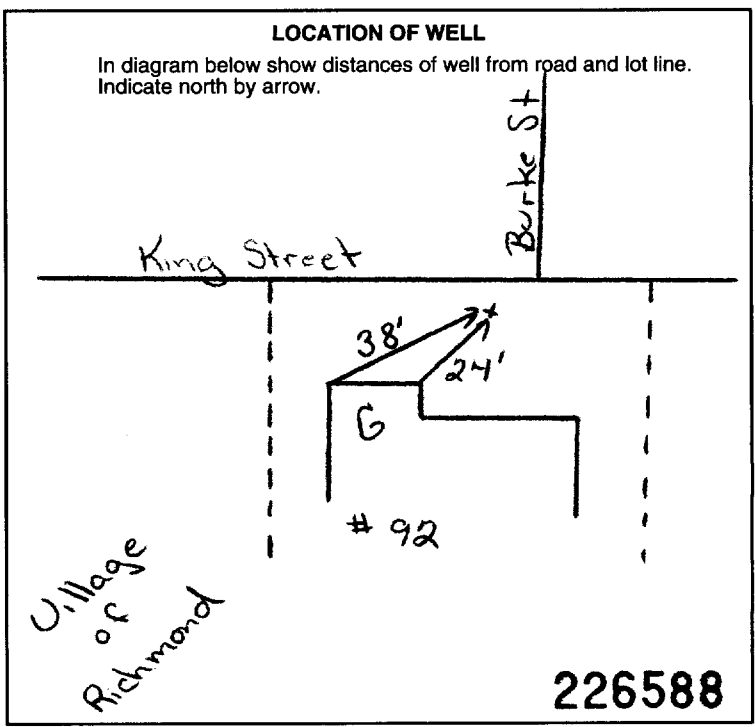 LOCATION OF WELL
In diagram below show distances of well from road and lot line.
Indicate north by arrow.
Burke St
King Street
38'
24'
G
# 92
Village
of
Richmond
226588